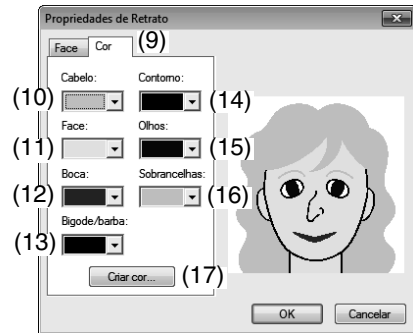 Propriedades de Retrato
Face Cor (9)
Cabelo: Contorno:
(10) (14)
Face: Olhos:
(11) (15)
Boca: Sobrancelhas:
(12) (16)
Bigode/barba:
(13)
Criar cor... (17)
OK Cancelar